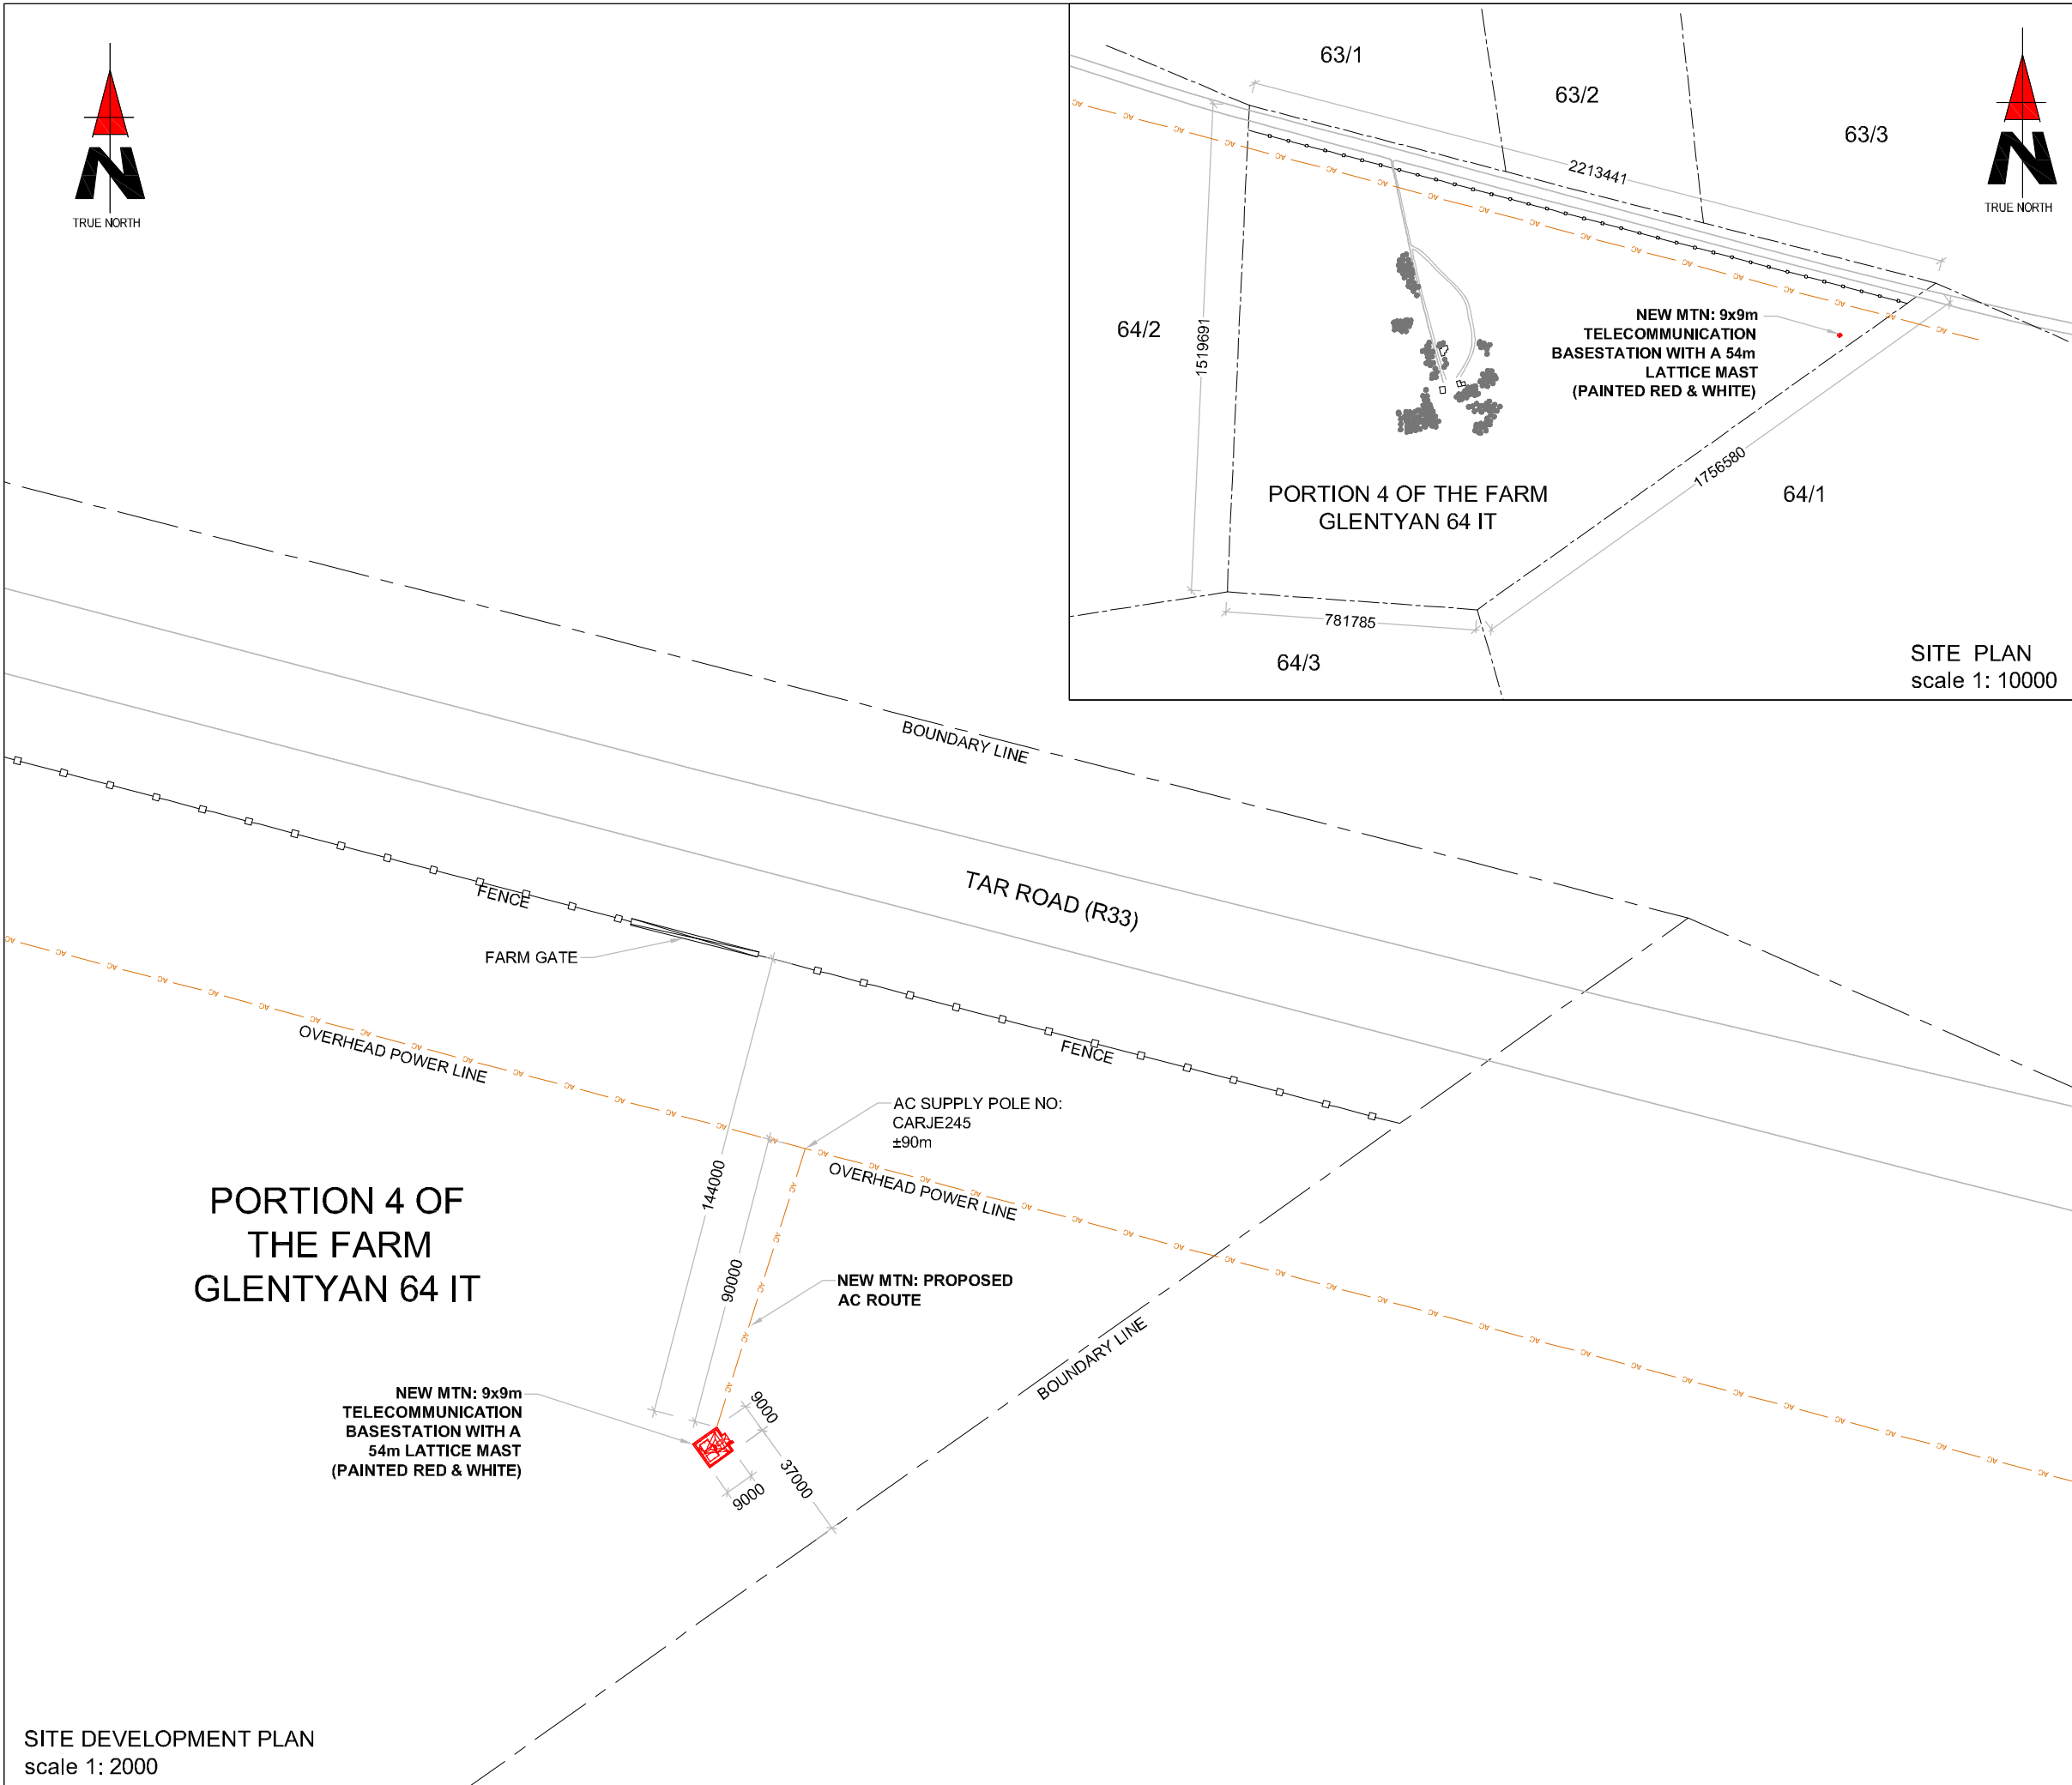 N
TRUE NORTH
63/1
63/2
63/3
N
TRUE NORTH
2213441
64/2
1519691
NEW MTN: 9x9m
TELECOMMUNICATION
BASESTATION WITH A 54m
LATTICE MAST
(PAINTED RED & WHITE)
1756580
64/1
PORTION 4 OF THE FARM
GLENTYAN 64 IT
781785
64/3
SITE PLAN
scale 1: 10000
BOUNDARY LINE
TAR ROAD (R33)
FENCE
FARM GATE
OVERHEAD POWER LINE
FENCE
AC SUPPLY POLE NO:
CARJE245
±90m
OVERHEAD POWER LINE
144000
90000
PORTION 4 OF
THE FARM
GLENTYAN 64 IT
NEW MTN: PROPOSED
AC ROUTE
BOUNDARY LINE
NEW MTN: 9x9m
TELECOMMUNICATION
BASESTATION WITH A
54m LATTICE MAST
(PAINTED RED & WHITE)
9000
37000
9000
AC
SITE DEVELOPMENT PLAN
scale 1: 2000